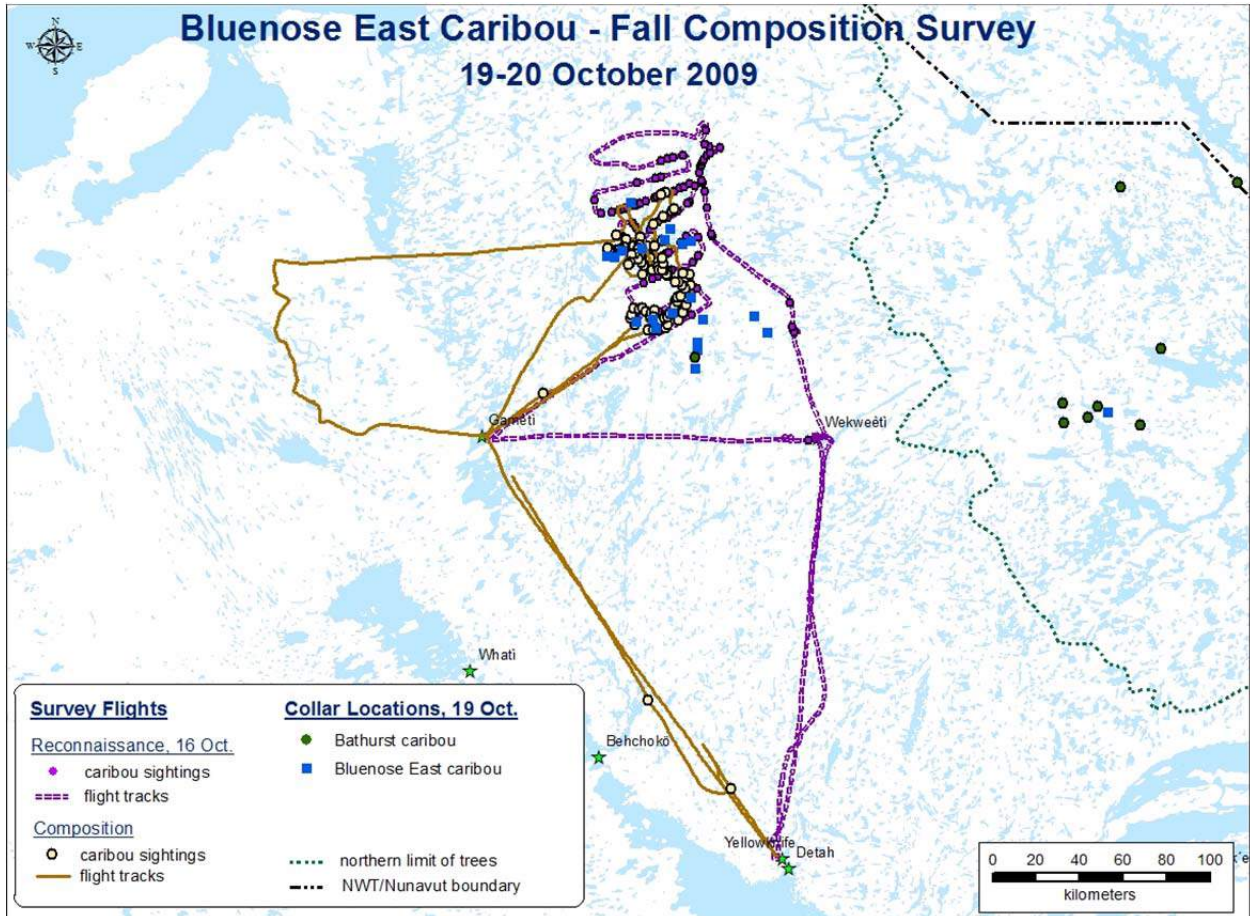 Bluenose East Caribou - Fall Composition Survey
19-20 October 2009
N
W E
S
Gamètì
Wekweètì
Whatì
Behchokö
Yellowknife
Detah
Survey Flights
Reconnaissance, 16 Oct.
caribou sightings
flight tracks
Composition
caribou sightings
flight tracks
Collar Locations, 19 Oct.
Bathurst caribou
Bluenose East caribou
northern limit of trees
NWT/Nunavut boundary
0 20 40 60 80 100
kilometers